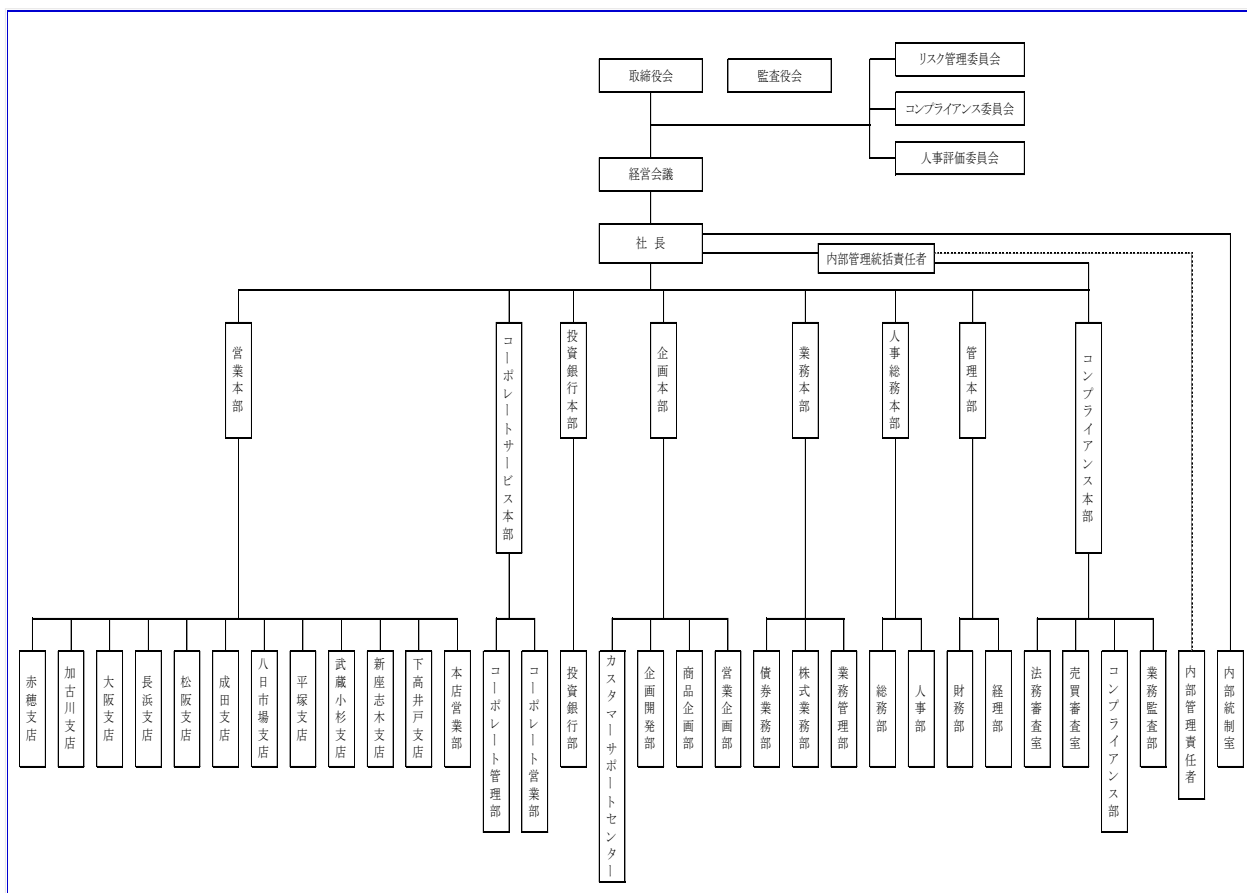 取締役会
監査役会
リスク管理委員会
コンプライアンス委員会
人事評価委員会
経営会議
社 長
内部管理統括責任者
営業本部
コーポレートサービス本部
投資銀行本部
企画本部
業務本部
人事総務本部
管理本部
コンプライアンス本部
赤穂支店
加古川支店
大阪支店
長浜支店
松阪支店
成田支店
八日市場支店
平塚支店
武蔵小杉支店
新座志木支店
下高井戸支店
本店営業部
コーポレート管理部
コーポレート営業部
投資銀行部
カスタマーサポートセンター
企画開発部
商品企画部
営業企画部
債券業務部
株式業務部
業務管理部
総務部
人事部
財務部
経理部
法務審査室
売買審査室
コンプライアンス部
業務監査部
内部管理責任者
内部統制室